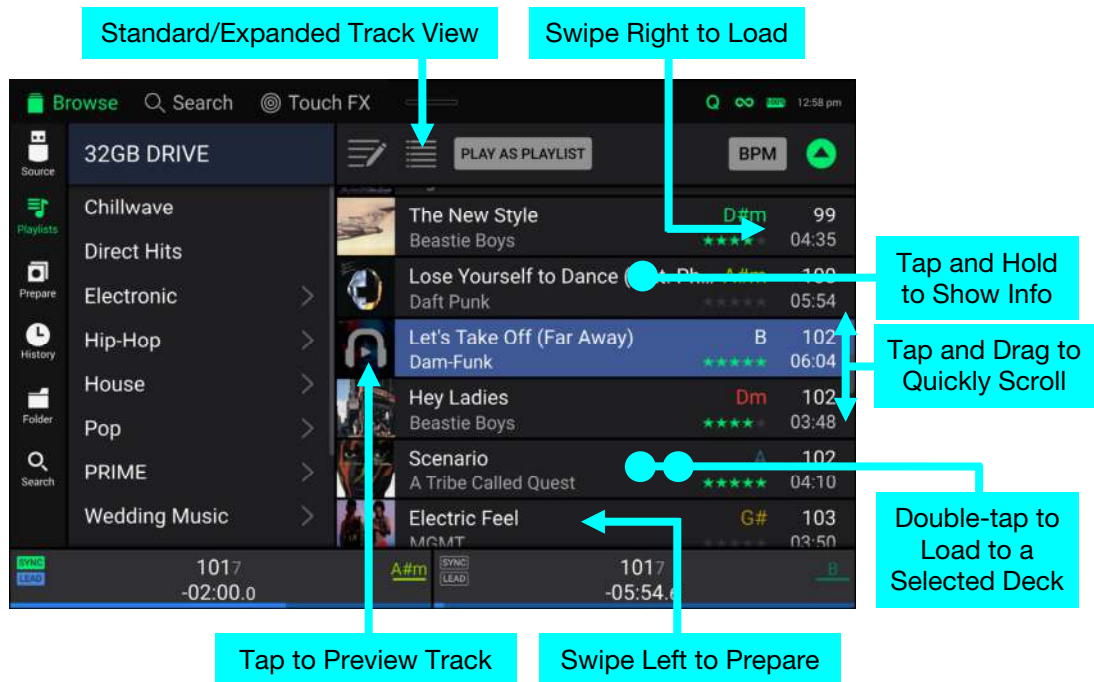 Standard/Expanded Track View
Swipe Right to Load
Browse
Search
Touch FX
Q
100%
12:58 pm
Source
32GB DRIVE
PLAY AS PLAYLIST
BPM
Playlists
Prepare
History
Folder
Search
Chillwave
Direct Hits
Electronic
Hip-Hop
House
Pop
PRIME
Wedding Music
The New Style
D#m
99
Beastie Boys
04:35
Lose Yourself to Dance
Daft Punk
05:54
Let's Take Off (Far Away)
B
102
Dam-Funk
06:04
Hey Ladies
Dm
102
Beastie Boys
03:48
Scenario
A
102
A Tribe Called Quest
04:10
Electric Feel
G#
103
MGMT
03:50
Tap and Hold
to Show Info
Tap and Drag to
Quickly Scroll
Double-tap to
Load to a
Selected Deck
SYNC
LEAD
1017
-02:00.0
A#m
SYNC
LEAD
1017
-05:54.
B
Tap to Preview Track
Swipe Left to Prepare